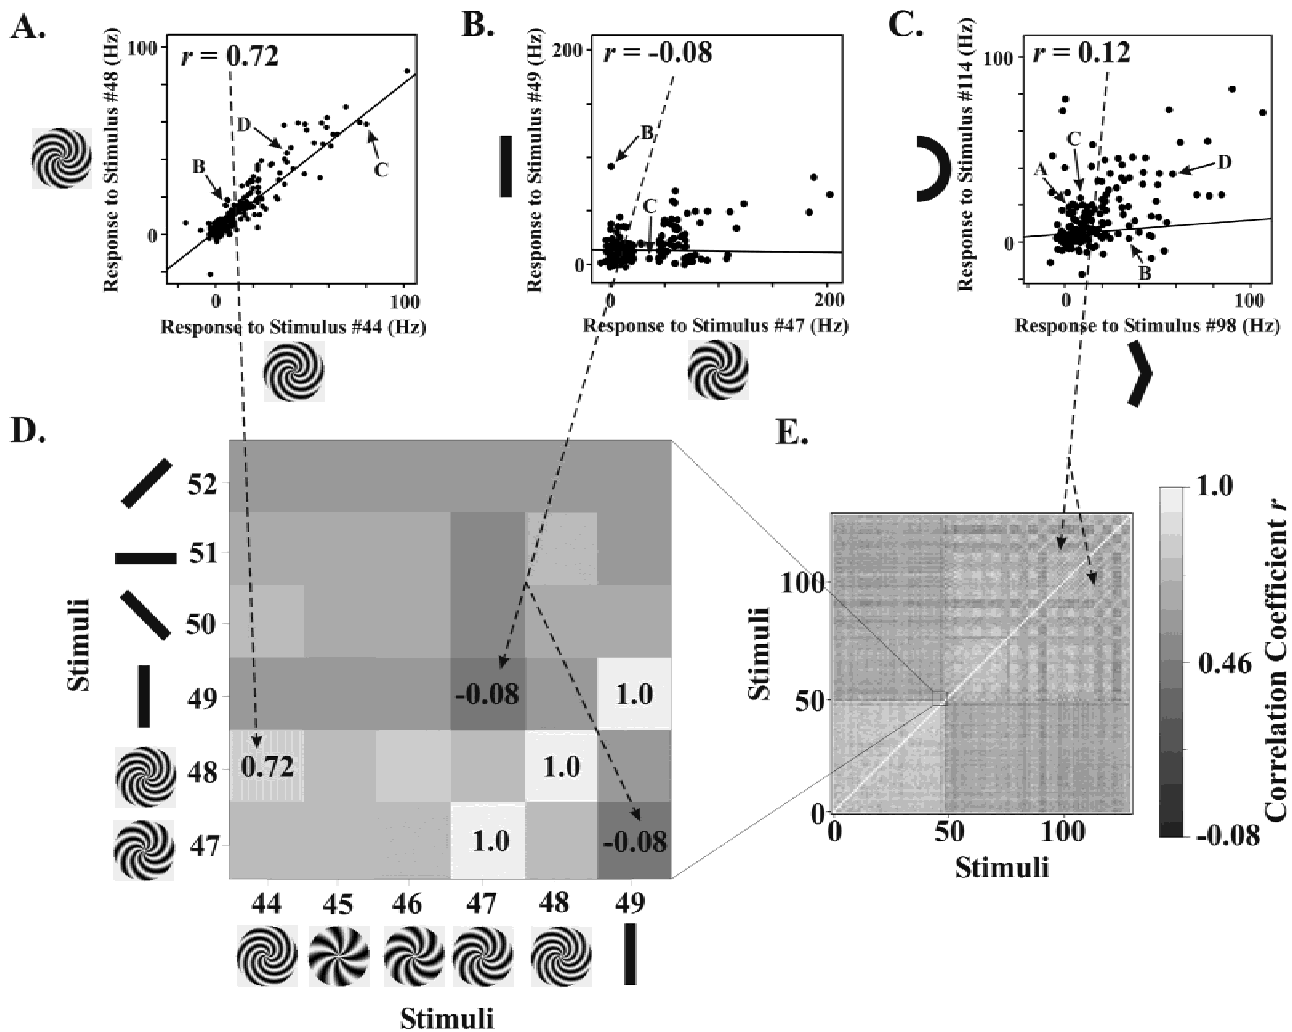 A.
Response to Stimulus #48 (Hz)
100
0
r = 0.72
B
D
C
0
100
Response to Stimulus #44 (Hz)
B.
Response to Stimulus #49 (Hz)
200
100
0
r = -0.08
B
C
0
100
200
Response to Stimulus #47 (Hz)
C.
Response to Stimulus #114 (Hz)
100
0
r = 0.12
A
C
D
B
0
100
Response to Stimulus #98 (Hz)
D.
Stimuli
52
51
50
49
48
47
-0.08
1.0
0.72
1.0
1.0
-0.08
44
45
46
47
48
49
Stimuli
E.
Stimuli
100
50
0
0
50
100
Stimuli
1.0
0.46
-0.08
Correlation Coefficient r